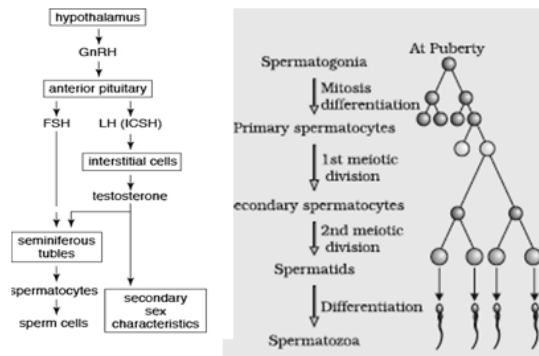 hypothalamus
GnRH
anterior pituitary
FSH LH (ICSH)
interstitial cells
testosterone
seminiferous
tubles
spermatocytes
sperm cells
secondary
sex
characteristics
At Puberty
Spermatogonia
Mitosis
differentiation
Primary spermatocytes
1st meiotic
division
econdary spermatocytes
2nd meiotic
division
Spermatids
Differentiation
Spermatozoa